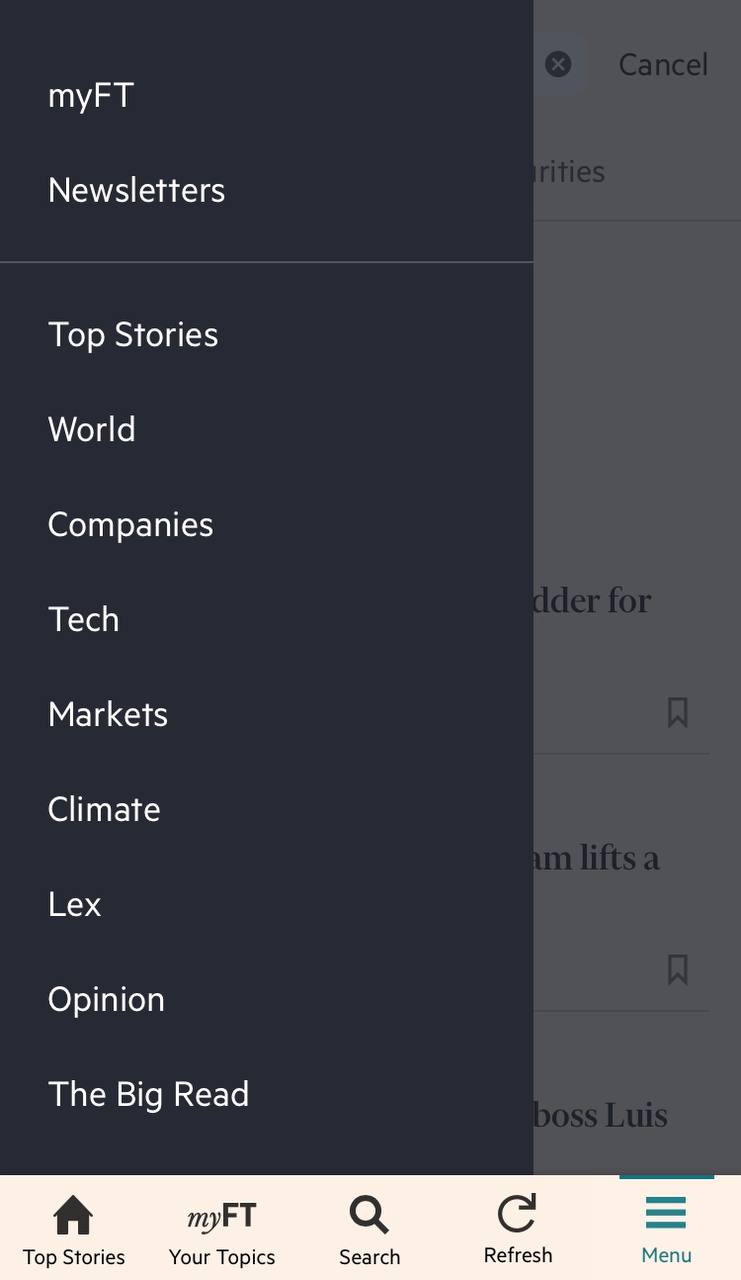 myFT
Cancel
Newsletters
Top Stories
World
Companies
Tech
dder for
Markets
Climate
am lifts a
Lex
Opinion
The Big Read
boss Luis
myFT
Top Stories
Your Topics
Search
Refresh
Menu